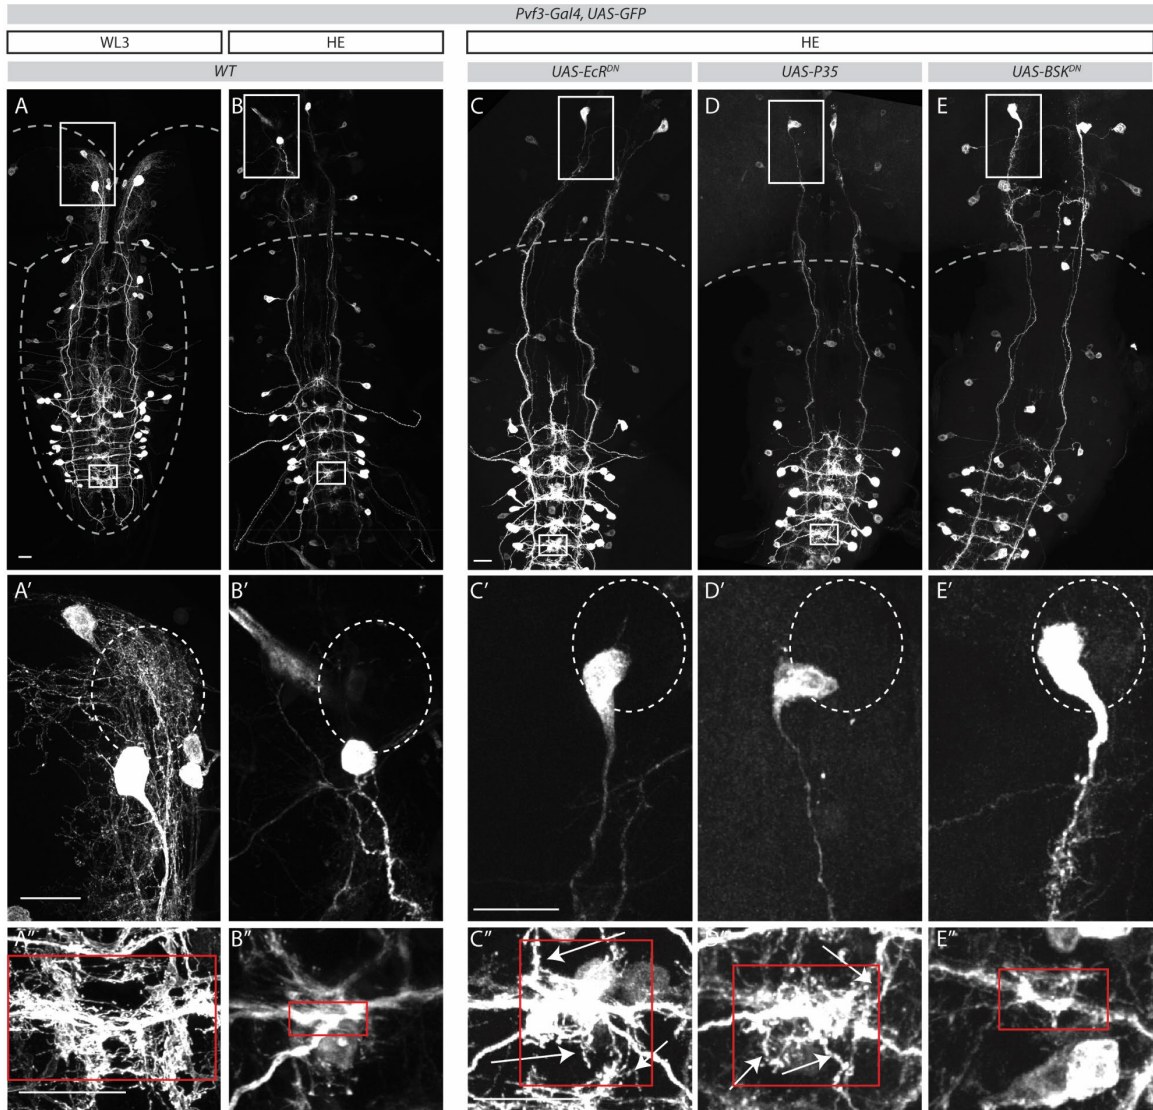 Pvf3-Gal4, UAS-GFP
WL3 HE HE
WT UAS-EcR^DN UAS-P35 UAS-BSK^DN
A B C D E
A' B' C' D' E'
A" B" C" D" E"